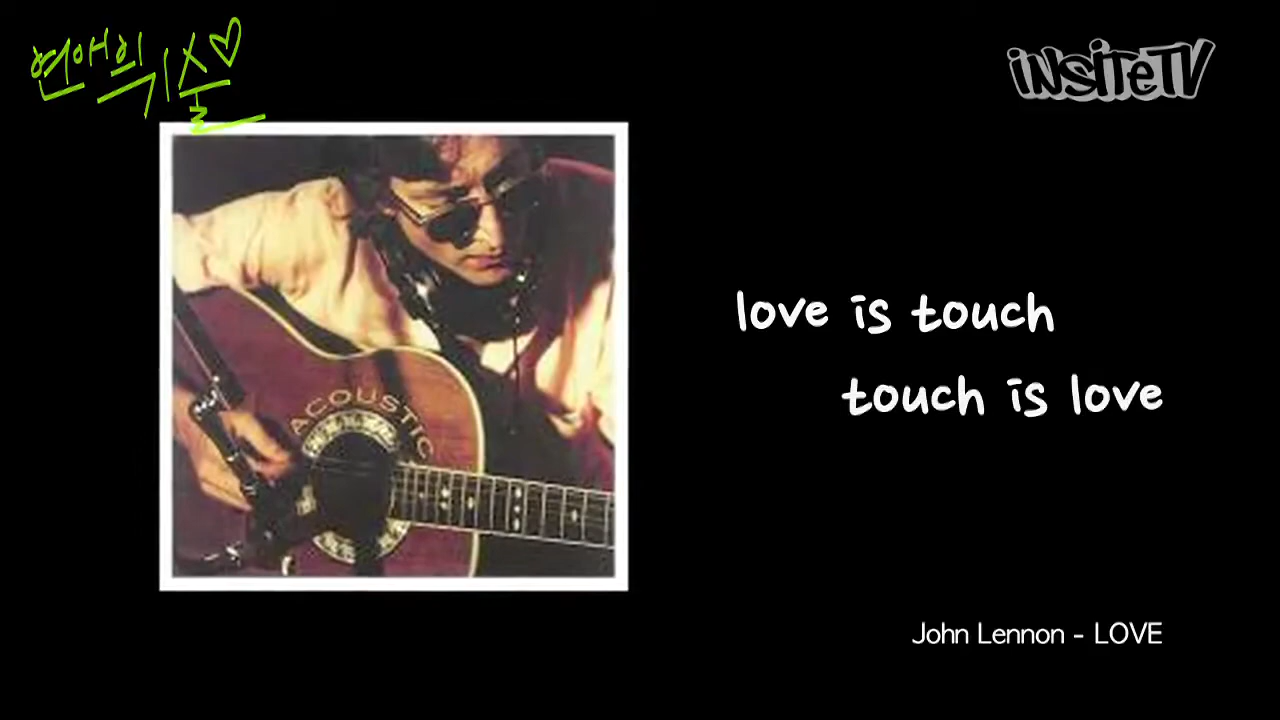 연애의 기술♡
iNSiTeTV
ACOUSTIC
love is touch
touch is love
John Lennon - LOVE